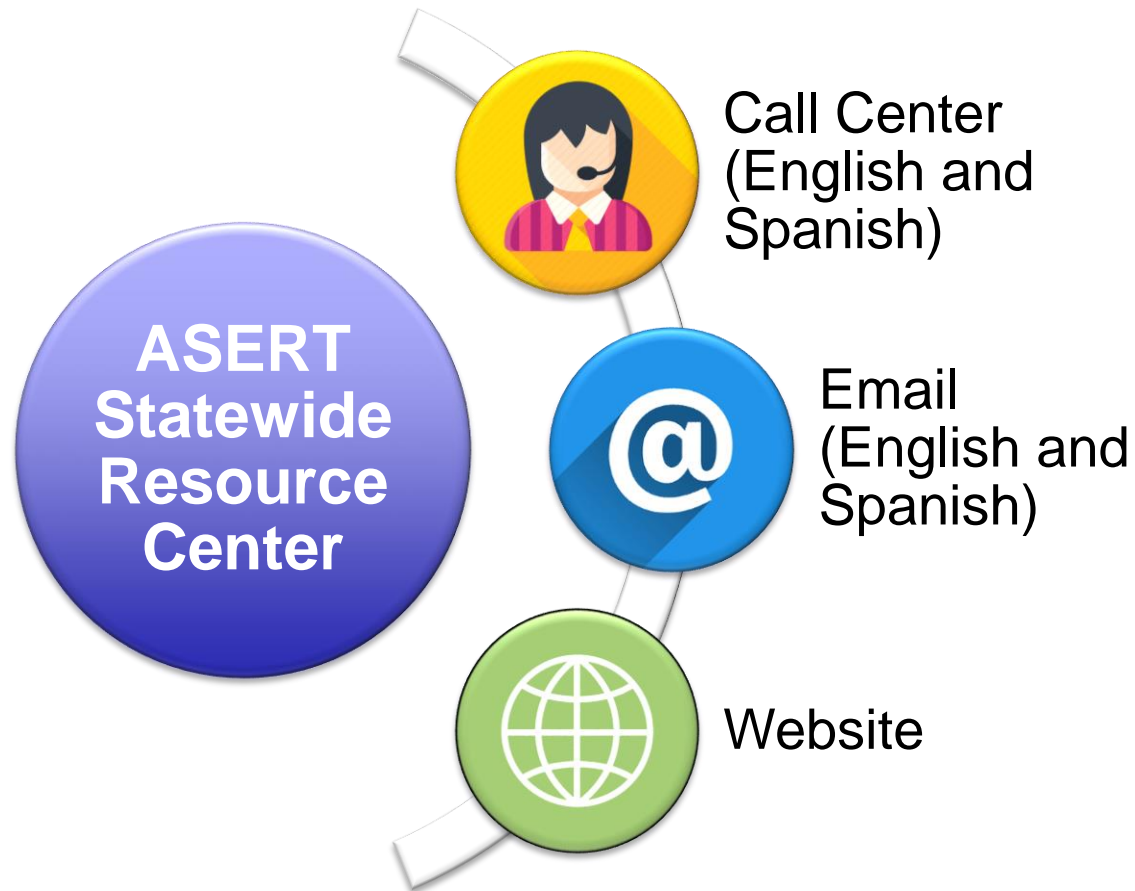 ASERT
Statewide
Resource
Center
Call Center
(English and
Spanish)
@
Email
(English and
Spanish)
Website